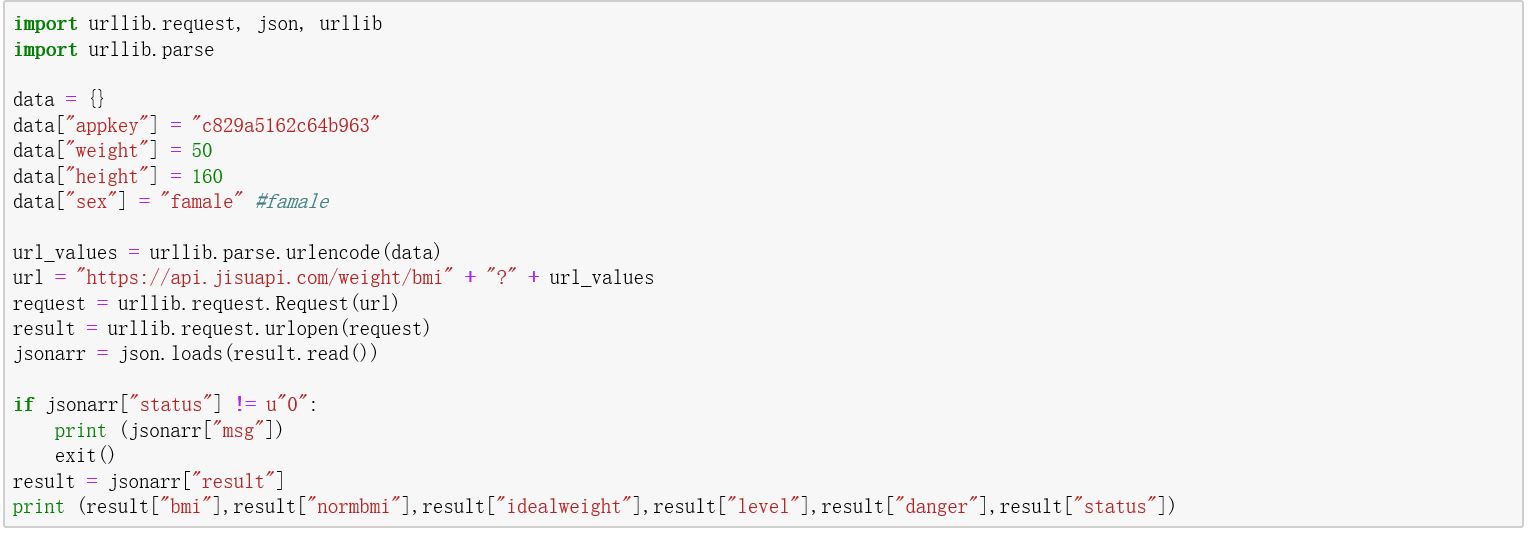 import urllib.request, json, urllib
import urllib.parse

data = {}
data["appkey"] = "c829a5162c64b963"
data["weight"] = 50
data["height"] = 160
data["sex"] = "famale" #famale

url_values = urllib.parse.urlencode(data)
url = "https://api.jisuapi.com/weight/bmi" + "?" + url_values
request = urllib.request.Request(url)
result = urllib.request.urlopen(request)
jsonarr = json.loads(result.read())

if jsonarr["status"] != u"0":
    print (jsonarr["msg"])
    exit()
result = jsonarr["result"]
print (result["bmi"],result["normbmi"],result["idealweight"],result["level"],result["danger"],result["status"])